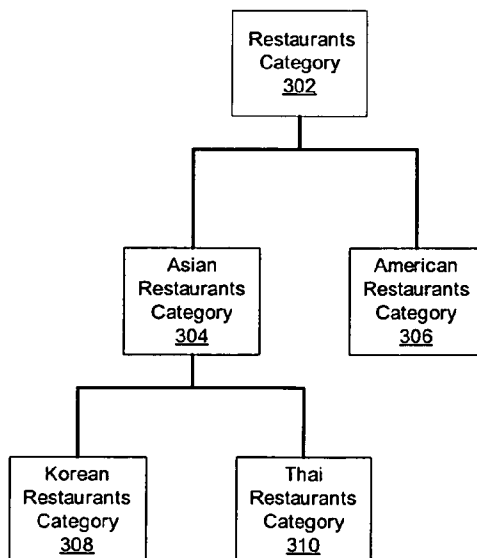 Restaurants
Category
302
Asian
Restaurants
Category
304
American
Restaurants
Category
306
Korean
Restaurants
Category
308
Thai
Restaurants
Category
310